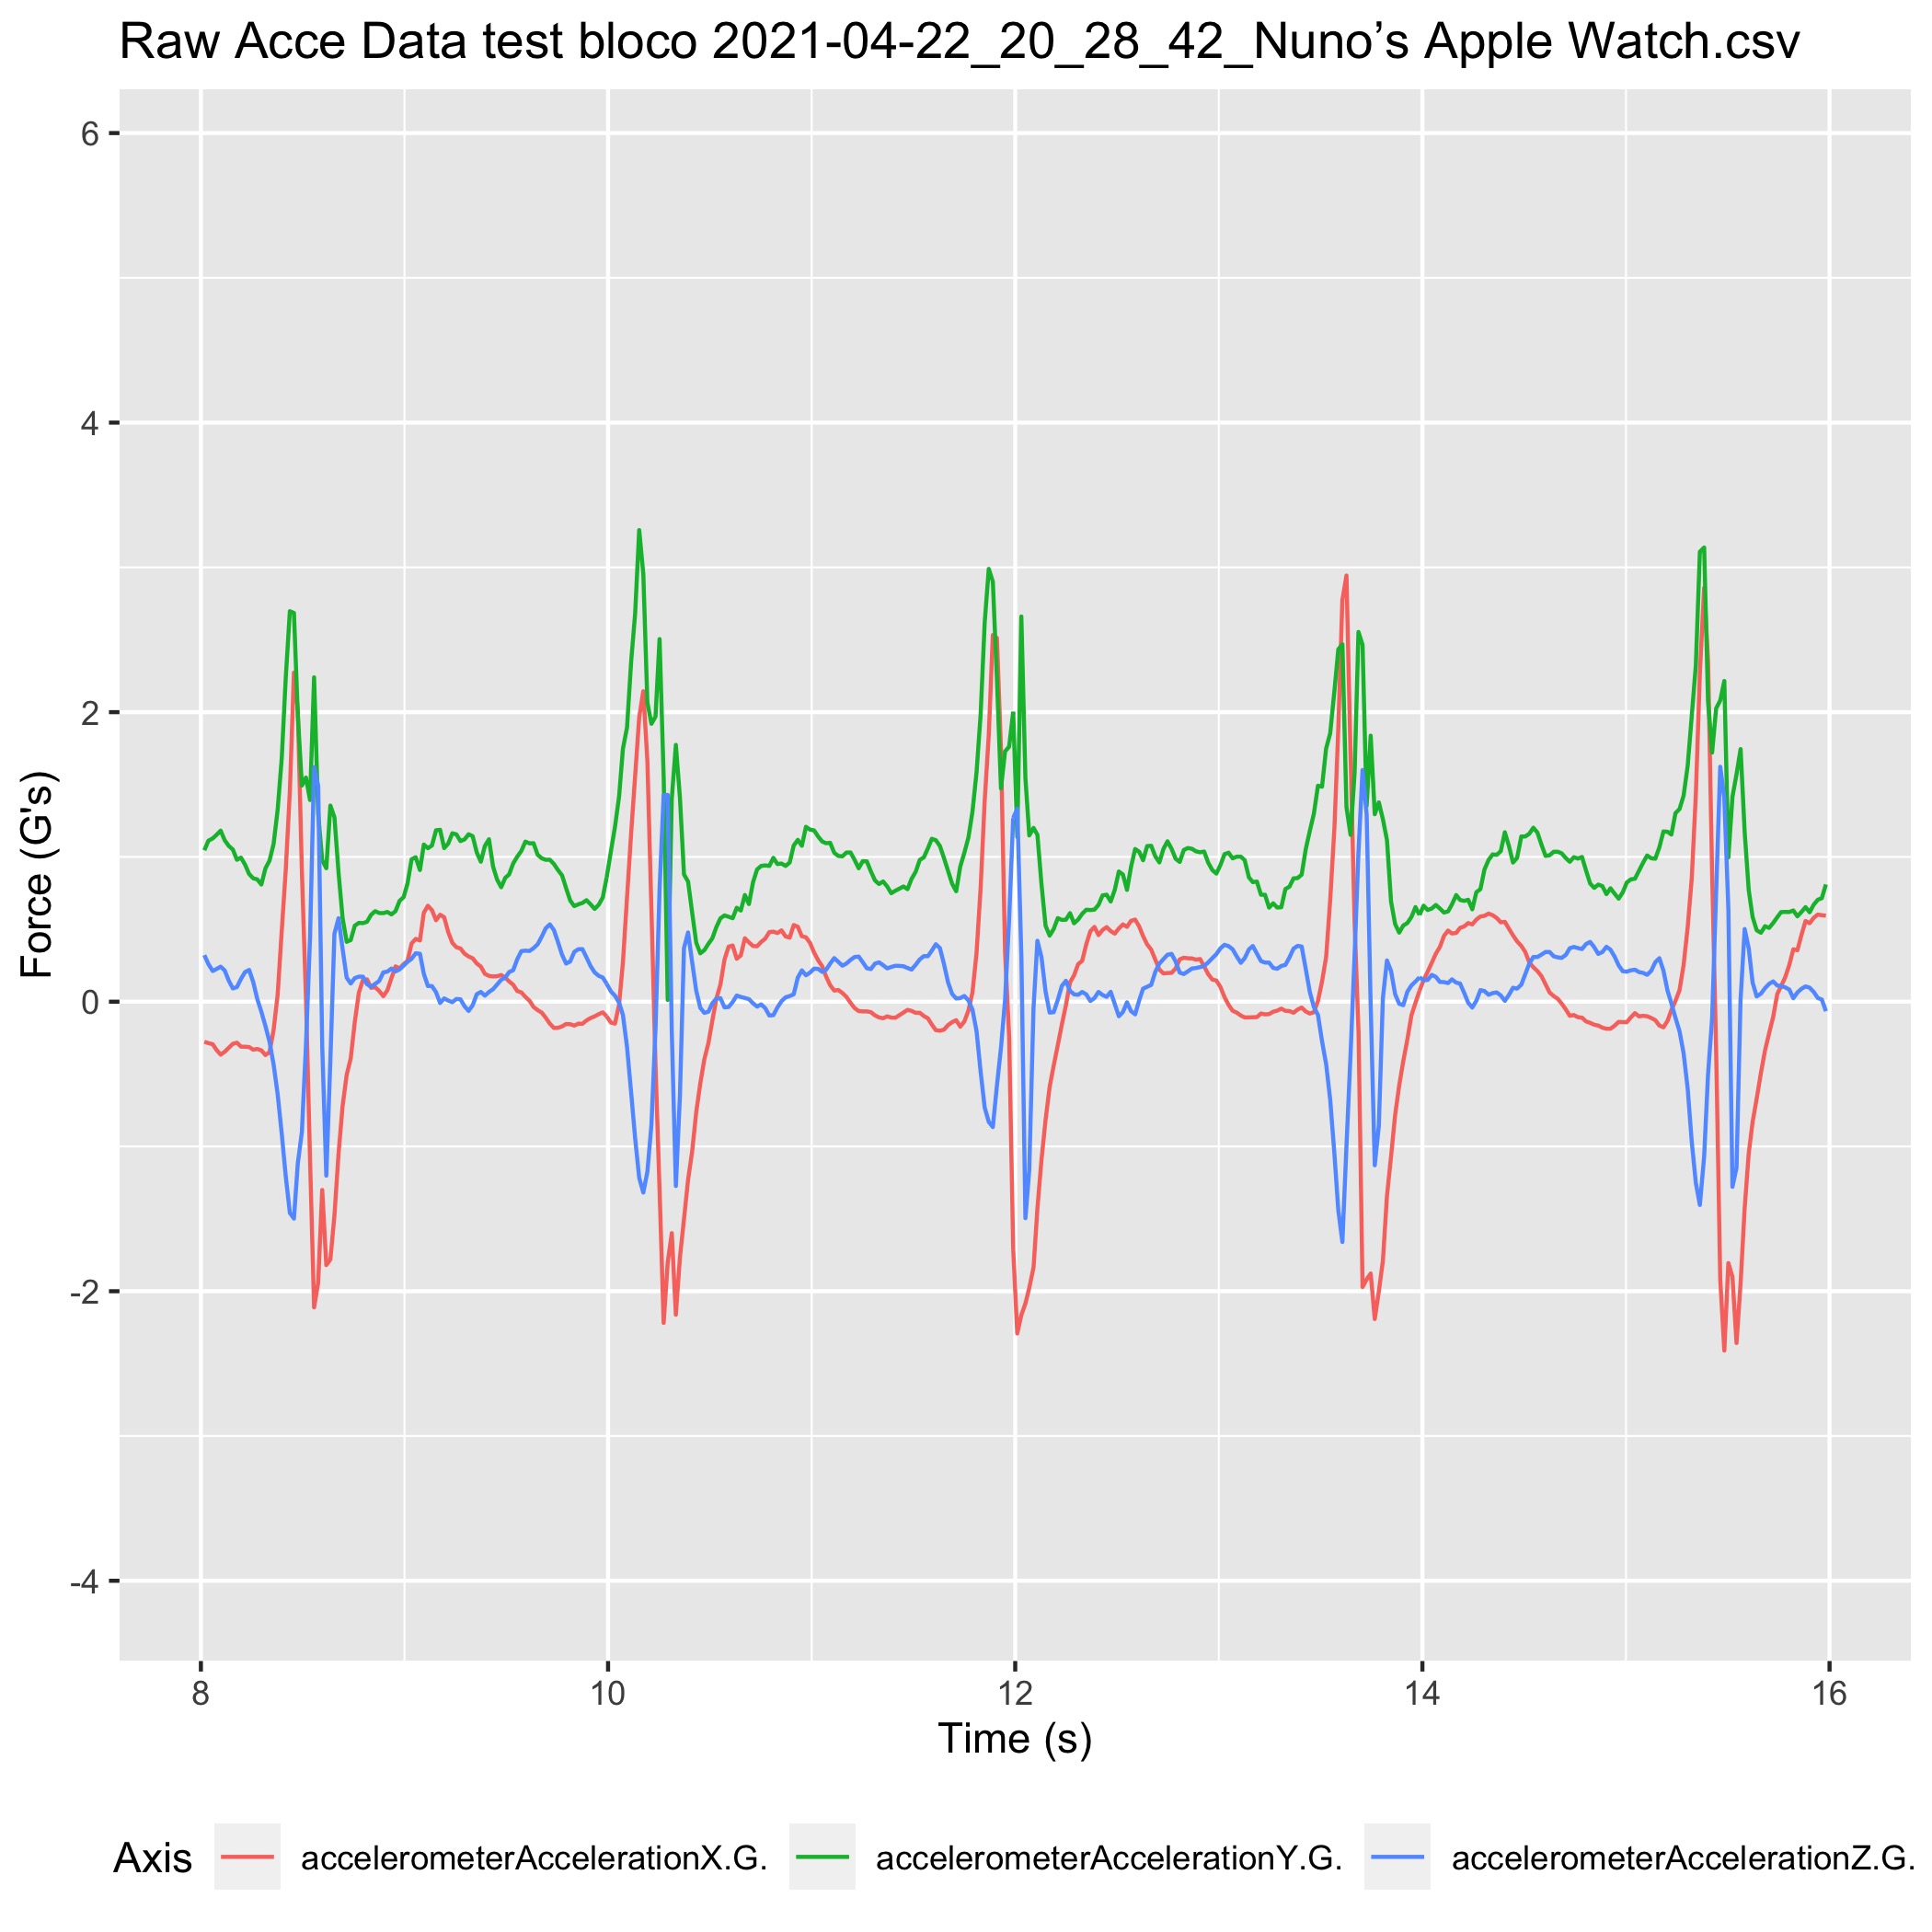 Raw Acce Data test bloco 2021-04-22_20_28_42_Nuno’s Apple Watch.csv
6
4
2
0
-2
-4
Force (G's)
8 10 12 14 16
Time (s)
Axis accelerometerAccelerationX.G. accelerometerAccelerationY.G. accelerometerAccelerationZ.G.